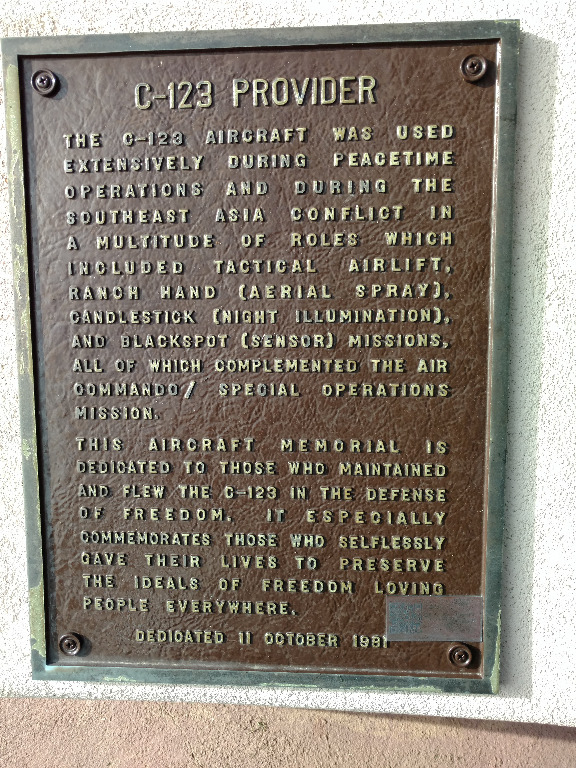 C-123 PROVIDER
THE C-123 AIRCRAFT WAS USED
EXTENSIVELY DURING PEACETIME
OPERATIONS AND DURING THE
SOUTHEAST ASIA CONFLICT IN
A MULTITUDE OF ROLES WHICH
INCLUDED TACTICAL AIRLIFT,
RANCH HAND (AERIAL SPRAY),
CANDLESTICK (NIGHT ILLUMINATION),
AND BLACKSPOT (SENSOR) MISSIONS,
ALL OF WHICH COMPLEMENTED THE AIR
COMMANDO/ SPECIAL OPERATIONS
MISSION.
THIS AIRCRAFT MEMORIAL IS
DEDICATED TO THOSE WHO MAINTAINED
AND FLEW THE C-123 IN THE DEFENSE
OF FREEDOM. IT ESPECIALLY
COMMEMORATES THOSE WHO SELFLESSLY
GAVE THEIR LIVES TO PRESERVE
THE IDEALS OF FREEDOM LOVING
PEOPLE EVERYWHERE.
DEDICATED 11 OCTOBER 1981